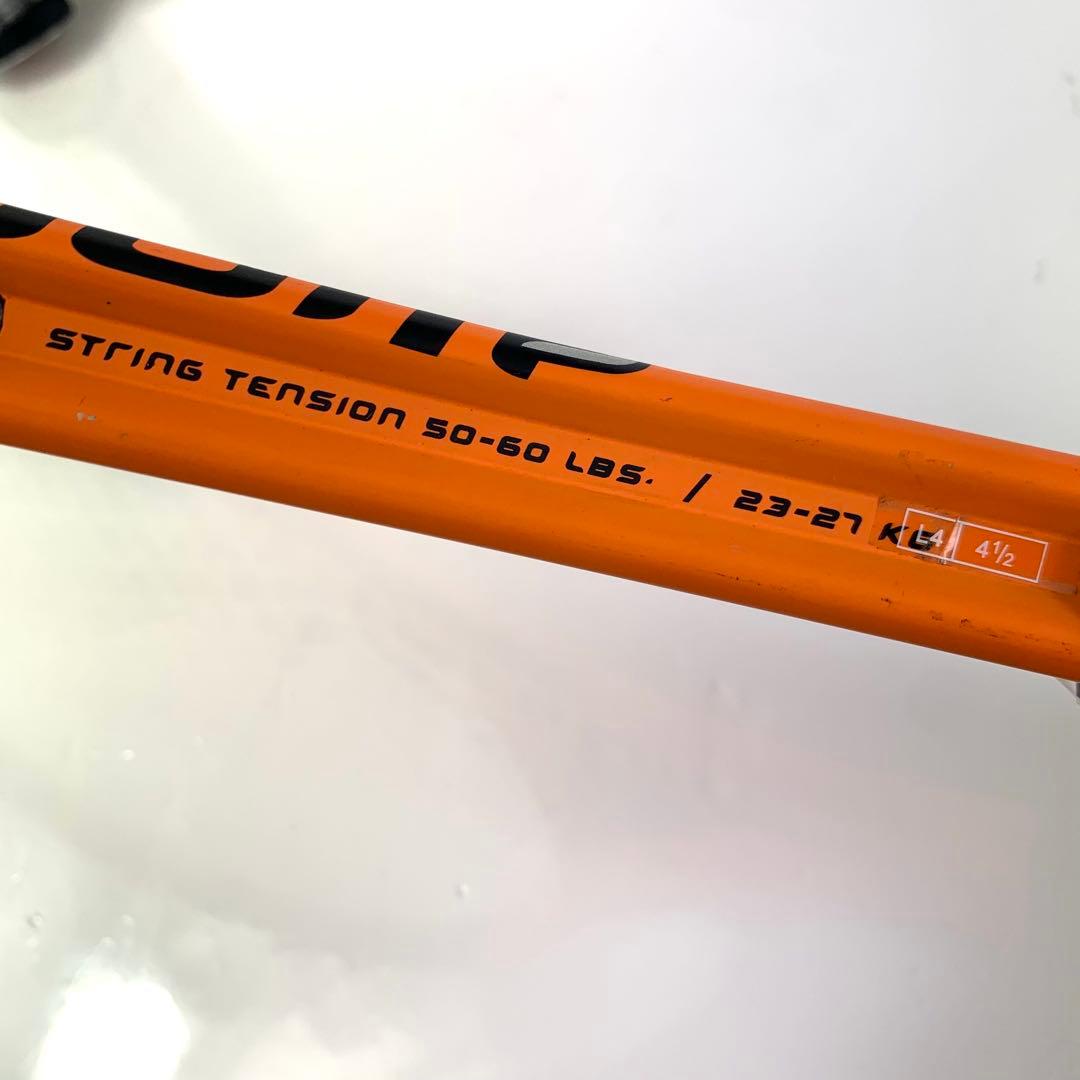 STRING TENSION 50-60 LBS. / 23-27 KG
L4 4½